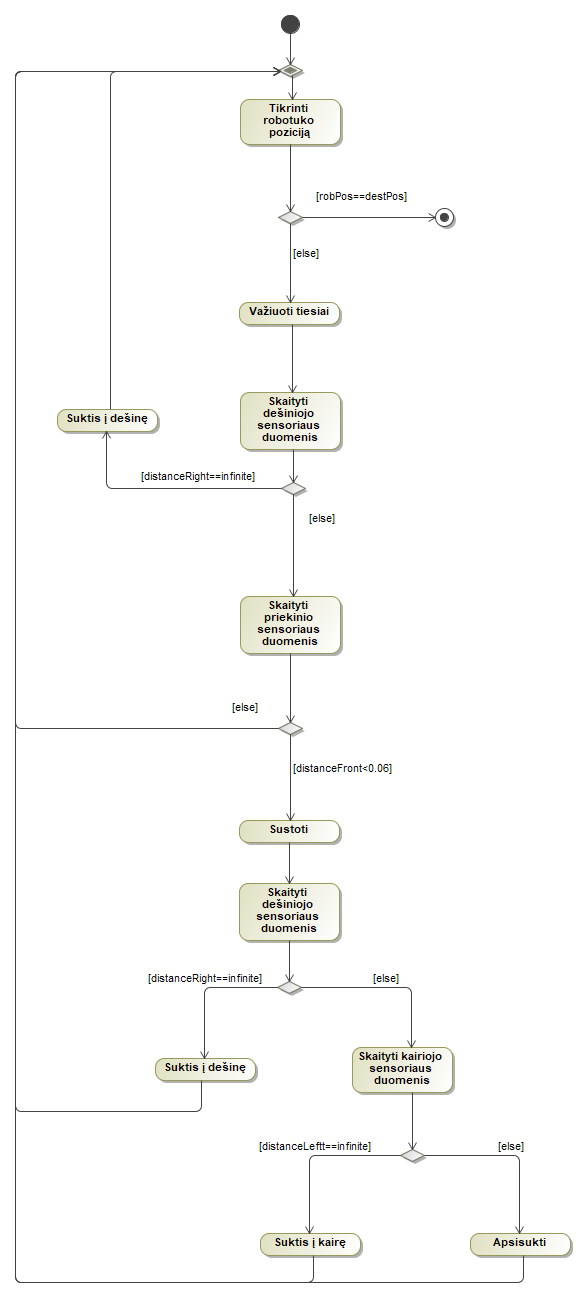 Tikrinti
robotuko
poziciją
[robPos==destPos]
[else]
Važiuoti tiesiai
Skaityti
dešiniojo
sensoriaus
duomenis
Suktis į dešinę
[distanceRight==infinite]
[else]
Skaityti
priekinio
sensoriaus
duomenis
[else]
[distanceFront<0.06]
Sustoti
Skaityti
dešiniojo
sensoriaus
duomenis
[distanceRight==infinite]
[else]
Suktis į dešinę
Skaityti kairiojo
sensoriaus
duomenis
[distanceLeftt==infinite]
[else]
Suktis į kairę
Apsisukti